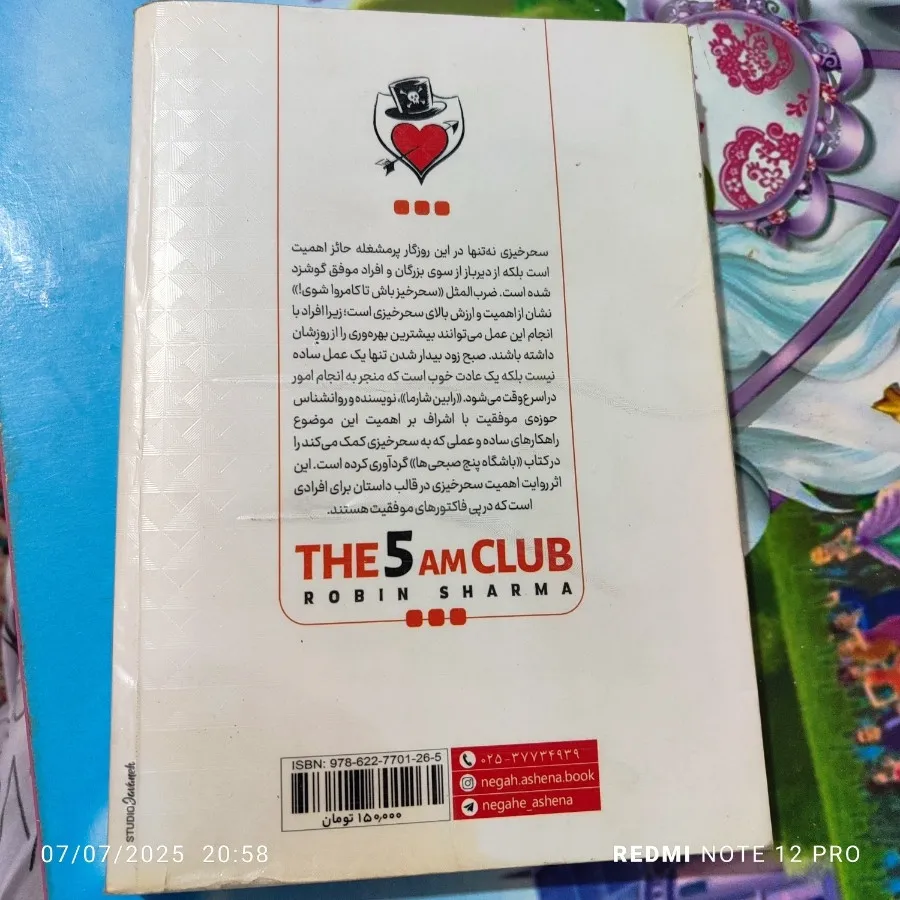 سحرخیزی نه‌تنها در این روزگار پرمشغله حائز اهمیت
است بلکه از دیرباز از سوی بزرگان و افراد موفق گوشزد
شده است. ضرب‌المثل «سحرخیز باش تا کامروا شوی!»
نشان از اهمیت و ارزش بالای سحرخیزی است؛ زیرا افراد با
انجام این عمل می‌توانند بیشترین بهره‌وری را از روزشان
داشته باشند. صبح زود بیدار شدن تنها یک عمل ساده
نیست بلکه یک عادت خوب است که منجر به انجام امور
در اسرع وقت می‌شود. «رابین شارما»، نویسنده و روانشناس
حوزه‌ی موفقیت با اشراف بر اهمیت این موضوع
راهکارهای ساده و عملی که به سحرخیزی کمک می‌کند را
در کتاب «باشگاه پنج صبحی‌ها» گردآوری کرده است. این
اثر روایت اهمیت سحرخیزی در قالب داستان برای افرادی
است که در پی فاکتورهای موفقیت هستند.
THE 5 AM CLUB
ROBIN SHARMA
ISBN: 978-622-7701-26-5
۱۵۰,۰۰۰ تومان
۰۲۵-۳۷۷۳۴۹۳۹
negah.ashena.book
negahe_ashena
STUDIO
07/07/2025 20:58
REDMI NOTE 12 PRO